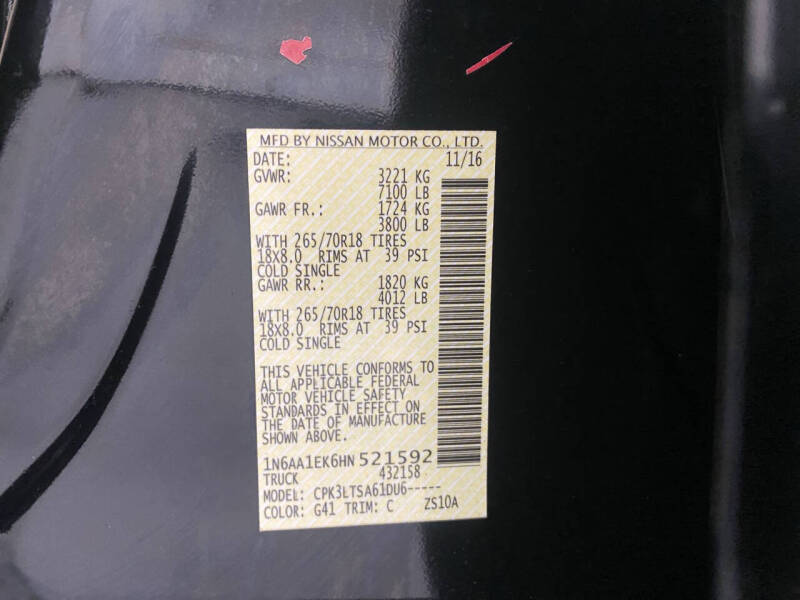 MFD BY NISSAN MOTOR CO., LTD.
DATE: 11/16
GVWR: 3221 KG
7100 LB
GAWR FR.: 1724 KG
3800 LB
WITH 265/70R18 TIRES
18X8.0 RIMS AT 39 PSI
COLD SINGLE
GAWR RR.: 1820 KG
4012 LB
WITH 265/70R18 TIRES
18X8.0 RIMS AT 39 PSI
COLD SINGLE
THIS VEHICLE CONFORMS TO
ALL APPLICABLE FEDERAL
MOTOR VEHICLE SAFETY
STANDARDS IN EFFECT ON
THE DATE OF MANUFACTURE
SHOWN ABOVE.
1N6AA1EK6HN521592
TRUCK 432158
MODEL: CPK3LTSA61DU6-----
COLOR: G41 TRIM: C ZS10A